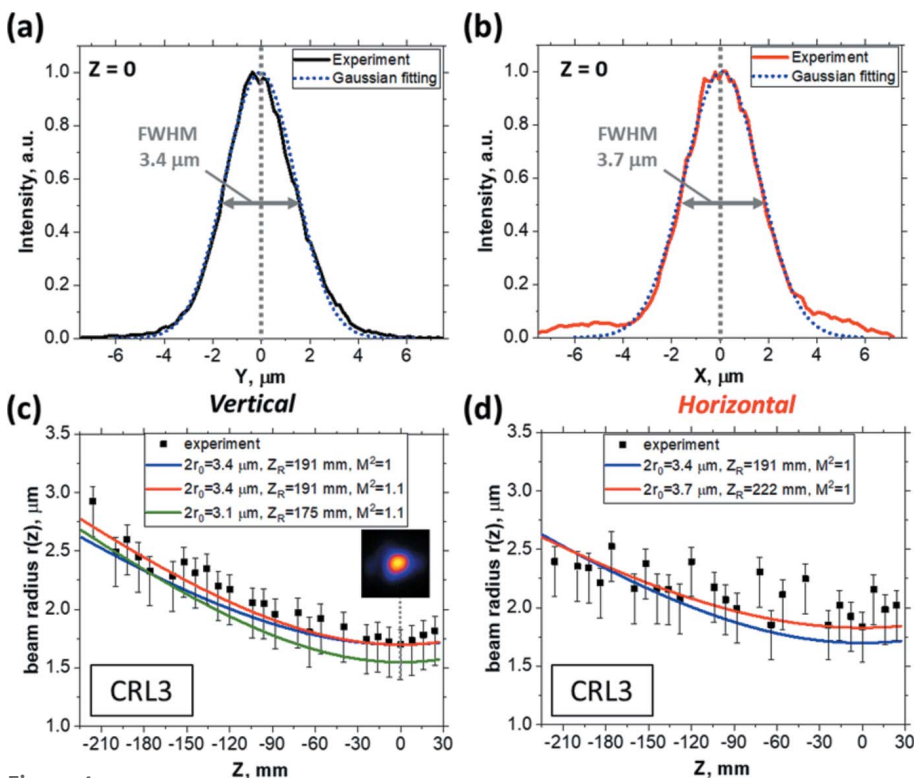 (a)
Z = 0
Experiment
Gaussian fitting
FWHM
3.4 µm
Intensity, a.u.
1.0
0.8
0.6
0.4
0.2
0.0
-6 -4 -2 0 2 4 6
Y, µm
(b)
Z = 0
Experiment
Gaussian fitting
FWHM
3.7 µm
Intensity, a.u.
1.0
0.8
0.6
0.4
0.2
0.0
-6 -4 -2 0 2 4 6
X, µm
(c)
Vertical
experiment
2r₀=3.4 µm, Z_R=191 mm, M²=1
2r₀=3.4 µm, Z_R=191 mm, M²=1.1
2r₀=3.1 µm, Z_R=175 mm, M²=1.1
beam radius r(z), µm
3.5
3.0
2.5
2.0
1.5
1.0
CRL3
-210 -180 -150 -120 -90 -60 -30 0 30
Z, mm
(d)
Horizontal
experiment
2r₀=3.4 µm, Z_R=191 mm, M²=1
2r₀=3.7 µm, Z_R=222 mm, M²=1
beam radius r(z), µm
3.5
3.0
2.5
2.0
1.5
1.0
CRL3
-210 -180 -150 -120 -90 -60 -30 0 30
Z, mm